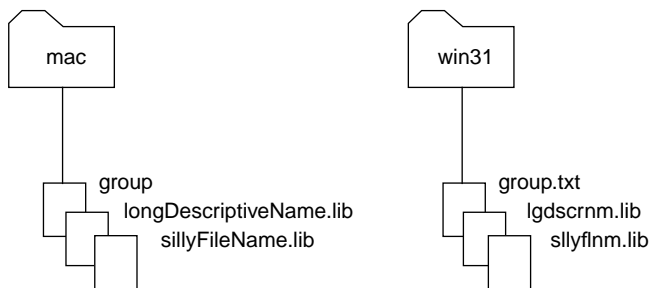 mac
group
longDescriptiveName.lib
sillyFileName.lib
win31
group.txt
lgdscrnm.lib
sllyflnm.lib